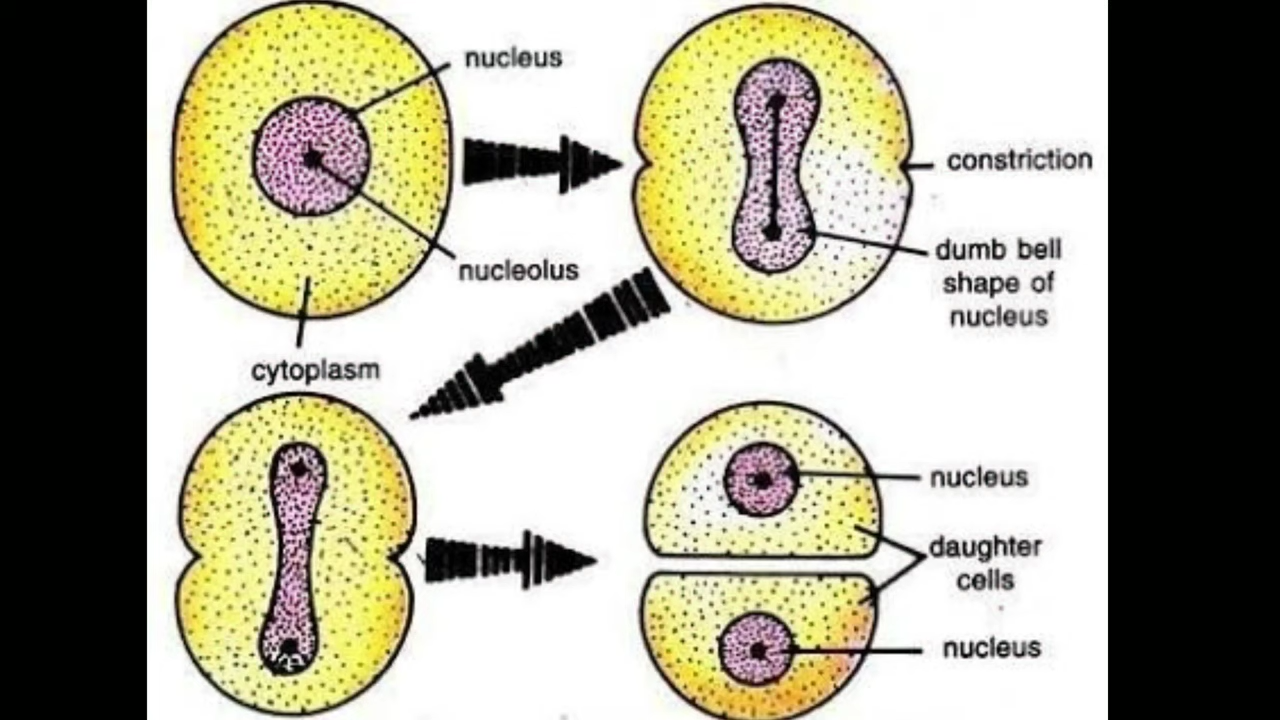 nucleus
nucleolus
cytoplasm
constriction
dumb bell
shape of
nucleus
nucleus
daughter
cells
nucleus